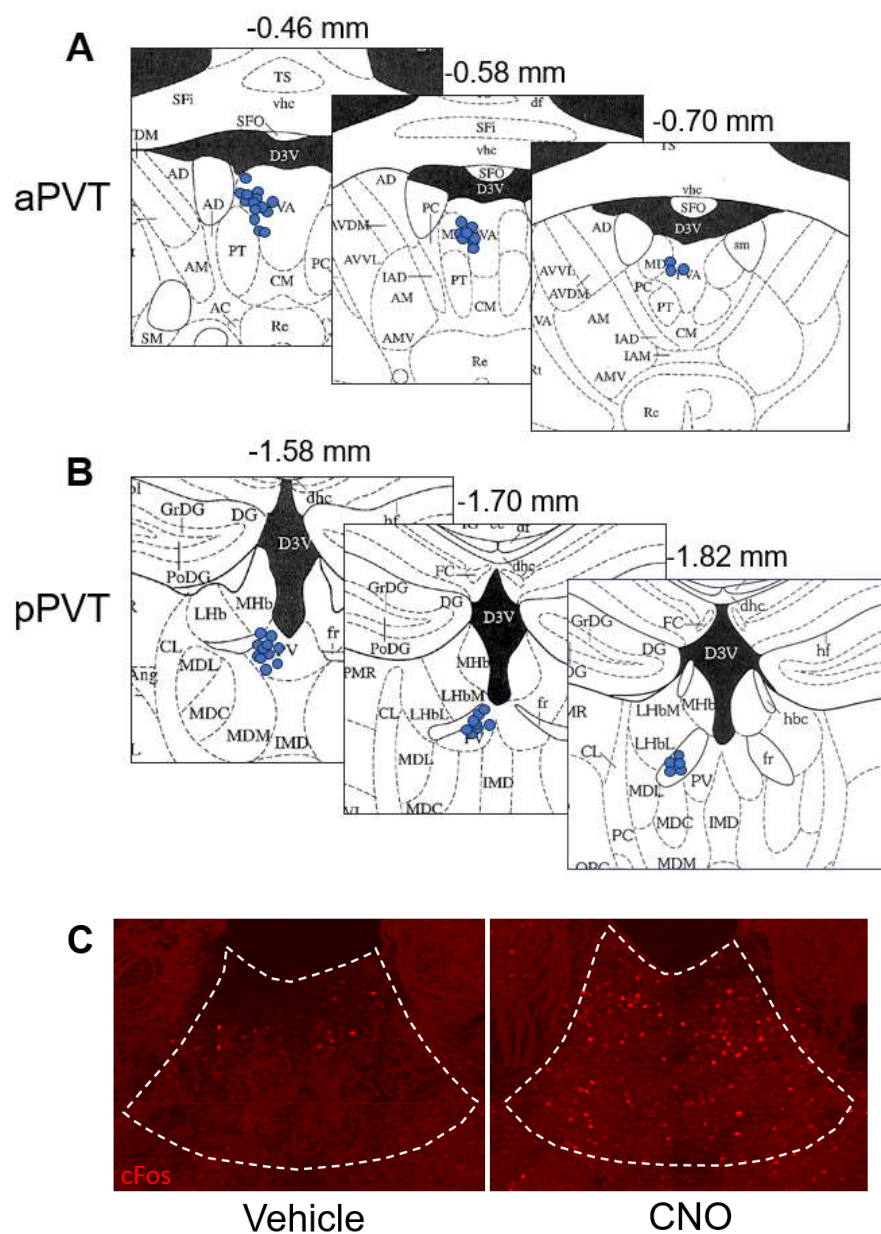 A
-0.46 mm
-0.58 mm
-0.70 mm
aPVT
TS
SFi
vhc
SFO
D3V
AD
AD
VA
PT
PC
AM
CM
AC
Re
SM
df
SFi
vhc
SFO
D3V
AD
PC
AVDM
VA
AVVL
IAD
PT
AM
CM
AMV
Re
TS
vhc
SFO
D3V
AD
sm
MD
AVVL
PC
AVDM
PT
VA
AM
CM
IAD
IAM
Rt
AMV
Re
B
-1.58 mm
-1.70 mm
-1.82 mm
pPVT
dhc
GrDG
DG
hf
D3V
PoDG
MHb
LHb
CL
fr
MDL
Ang
MDC
MDM
IMD
df
FC
dhc
GrDG
DG
D3V
PoDG
MHb
PMR
LHbM
CL
LHbL
fr
MR
PV
MDL
IMD
MDC
dhc
FC
GrDG
DG
D3V
hf
LHbM
MHb
hbc
LHbL
CL
fr
MDL
PV
MDC
IMD
PC
MDM
C
cFos
Vehicle
CNO